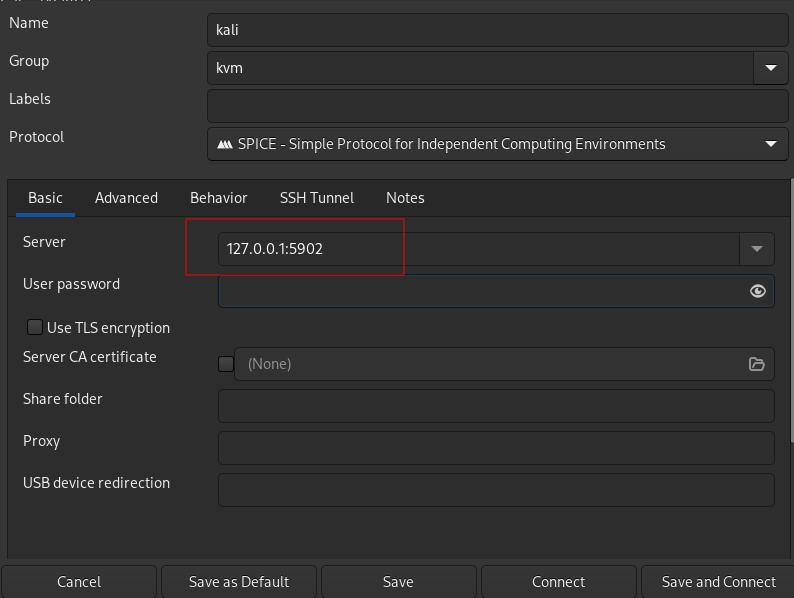 Name
kali
Group
kvm
Labels
Protocol
SPICE - Simple Protocol for Independent Computing Environments
Basic Advanced Behavior SSH Tunnel Notes
Server
127.0.0.1:5902
User password
Use TLS encryption
Server CA certificate
(None)
Share folder
Proxy
USB device redirection
Cancel Save as Default Save Connect Save and Connect